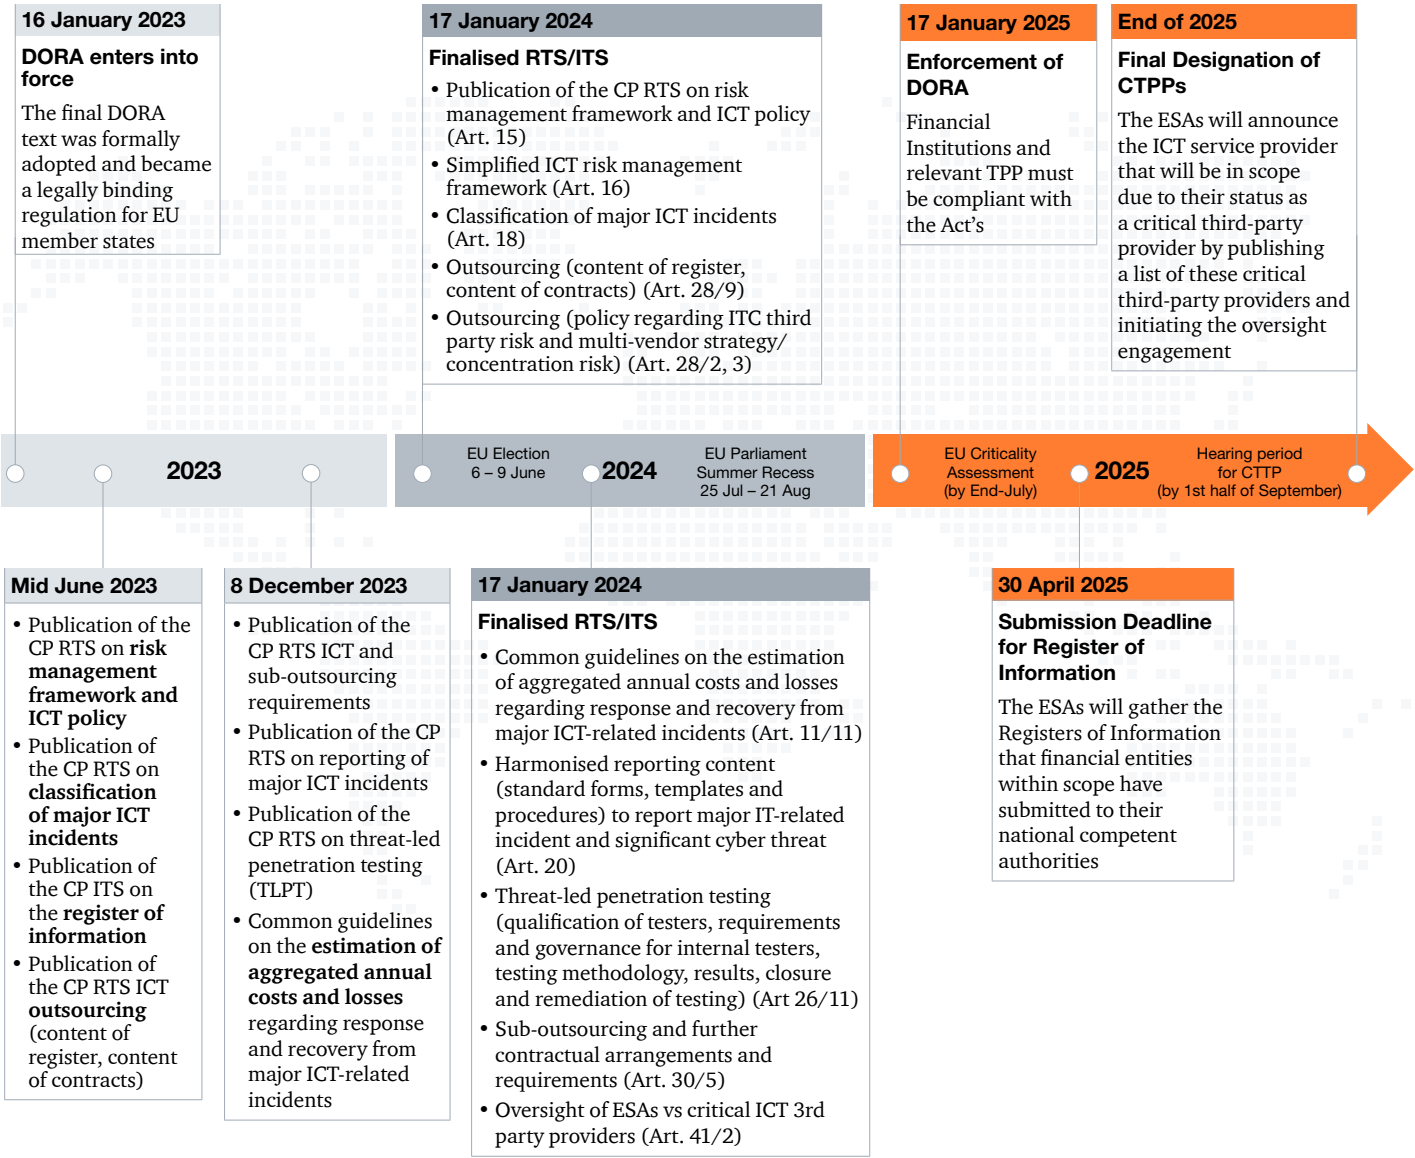 16 January 2023
DORA enters into
force
The final DORA
text was formally
adopted and became
a legally binding
regulation for EU
member states
17 January 2024
Finalised RTS/ITS
• Publication of the CP RTS on risk
management framework and ICT policy
(Art. 15)
• Simplified ICT risk management
framework (Art. 16)
• Classification of major ICT incidents
(Art. 18)
• Outsourcing (content of register,
content of contracts) (Art. 28/9)
• Outsourcing (policy regarding ITC third
party risk and multi-vendor strategy/
concentration risk) (Art. 28/2, 3)
17 January 2025
Enforcement of
DORA
Financial
Institutions and
relevant TPP must
be compliant with
the Act's
End of 2025
Final Designation of
CTPPs
The ESAs will announce
the ICT service provider
that will be in scope
due to their status as
a critical third-party
provider by publishing
a list of these critical
third-party providers and
initiating the oversight
engagement
2023
EU Election
6 – 9 June
2024
EU Parliament
Summer Recess
25 Jul – 21 Aug
EU Criticality
Assessment
(by End-July)
2025
Hearing period
for CTTP
(by 1st half of September)
Mid June 2023
• Publication of the
CP RTS on risk
management
framework and
ICT policy
• Publication of
the CP RTS on
classification
of major ICT
incidents
• Publication of
the CP ITS on
the register of
information
• Publication of
the CP RTS ICT
outsourcing
(content of
register, content
of contracts)
8 December 2023
• Publication of the
CP RTS ICT and
sub-outsourcing
requirements
• Publication of the CP
RTS on reporting of
major ICT incidents
• Publication of the
CP RTS on threat-led
penetration testing
(TLPT)
• Common guidelines
on the estimation of
aggregated annual
costs and losses
regarding response
and recovery from
major ICT-related
incidents
17 January 2024
Finalised RTS/ITS
• Common guidelines on the estimation
of aggregated annual costs and losses
regarding response and recovery from
major ICT-related incidents (Art. 11/11)
• Harmonised reporting content
(standard forms, templates and
procedures) to report major IT-related
incident and significant cyber threat
(Art. 20)
• Threat-led penetration testing
(qualification of testers, requirements
and governance for internal testers,
testing methodology, results, closure
and remediation of testing) (Art 26/11)
• Sub-outsourcing and further
contractual arrangements and
requirements (Art. 30/5)
• Oversight of ESAs vs critical ICT 3rd
party providers (Art. 41/2)
30 April 2025
Submission Deadline
for Register of
Information
The ESAs will gather the
Registers of Information
that financial entities
within scope have
submitted to their
national competent
authorities